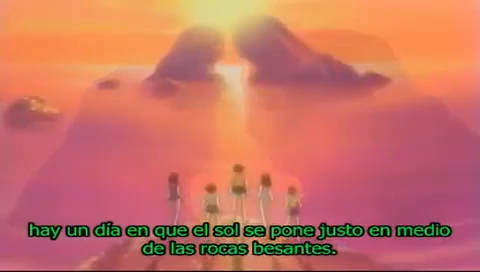 hay un día en que el sol se pone justo en medio
de las rocas besantes.